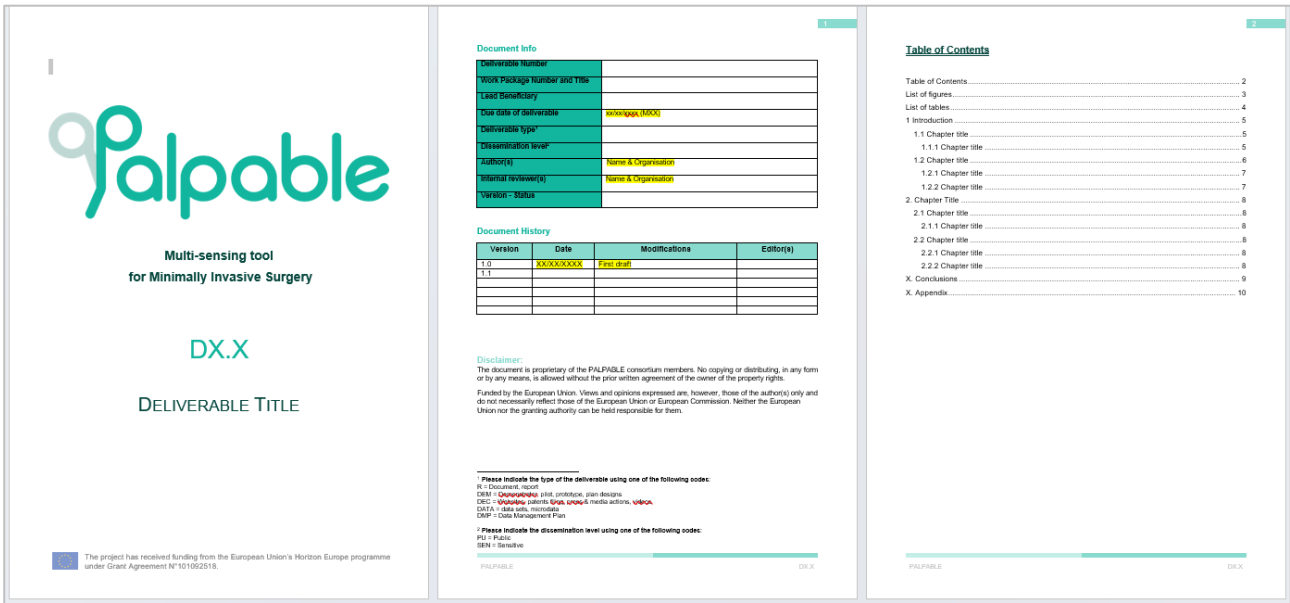 Palpable
Multi-sensing tool
for Minimally Invasive Surgery
DX.X
DELIVERABLE TITLE
The project has received funding from the European Union's Horizon Europe programme
under Grant Agreement N°101092518.
1
Document Info
Deliverable Number
Work Package Number and Title
Lead Beneficiary
Due date of deliverable xx/xx/xxxx (MXX)
Deliverable type¹
Dissemination level²
Author(s) Name & Organisation
Internal reviewer(s) Name & Organisation
Version - Status
Document History
Version Date Modifications Editor(s)
1.0 XX/XX/XXXX First draft
1.1
Disclaimer:
The document is proprietary of the PALPABLE consortium members. No copying or distributing, in any form
or by any means, is allowed without the prior written agreement of the owner of the property rights.
Funded by the European Union. Views and opinions expressed are, however, those of the author(s) only and
do not necessarily reflect those of the European Union or European Commission. Neither the European
Union nor the granting authority can be held responsible for them.
¹ Please indicate the type of the deliverable using one of the following codes:
R = Document, report
DEM = Demonstrator, pilot, prototype, plan designs
DEC = Websites, patents filing, press & media actions, videos
DATA = data sets, microdata
DMP = Data Management Plan
² Please indicate the dissemination level using one of the following codes:
PU = Public
SEN = Sensitive
PALPABLE DX.X
2
Table of Contents
Table of Contents 2
List of figures 3
List of tables 4
1 Introduction 5
1.1 Chapter title 5
1.1.1 Chapter title 5
1.2 Chapter title 6
1.2.1 Chapter title 7
1.2.2 Chapter title 7
2. Chapter Title 8
2.1 Chapter title 8
2.1.1 Chapter title 8
2.2 Chapter title 8
2.2.1 Chapter title 8
2.2.2 Chapter title 8
X. Conclusions 9
X. Appendix 10
PALPABLE DX.X